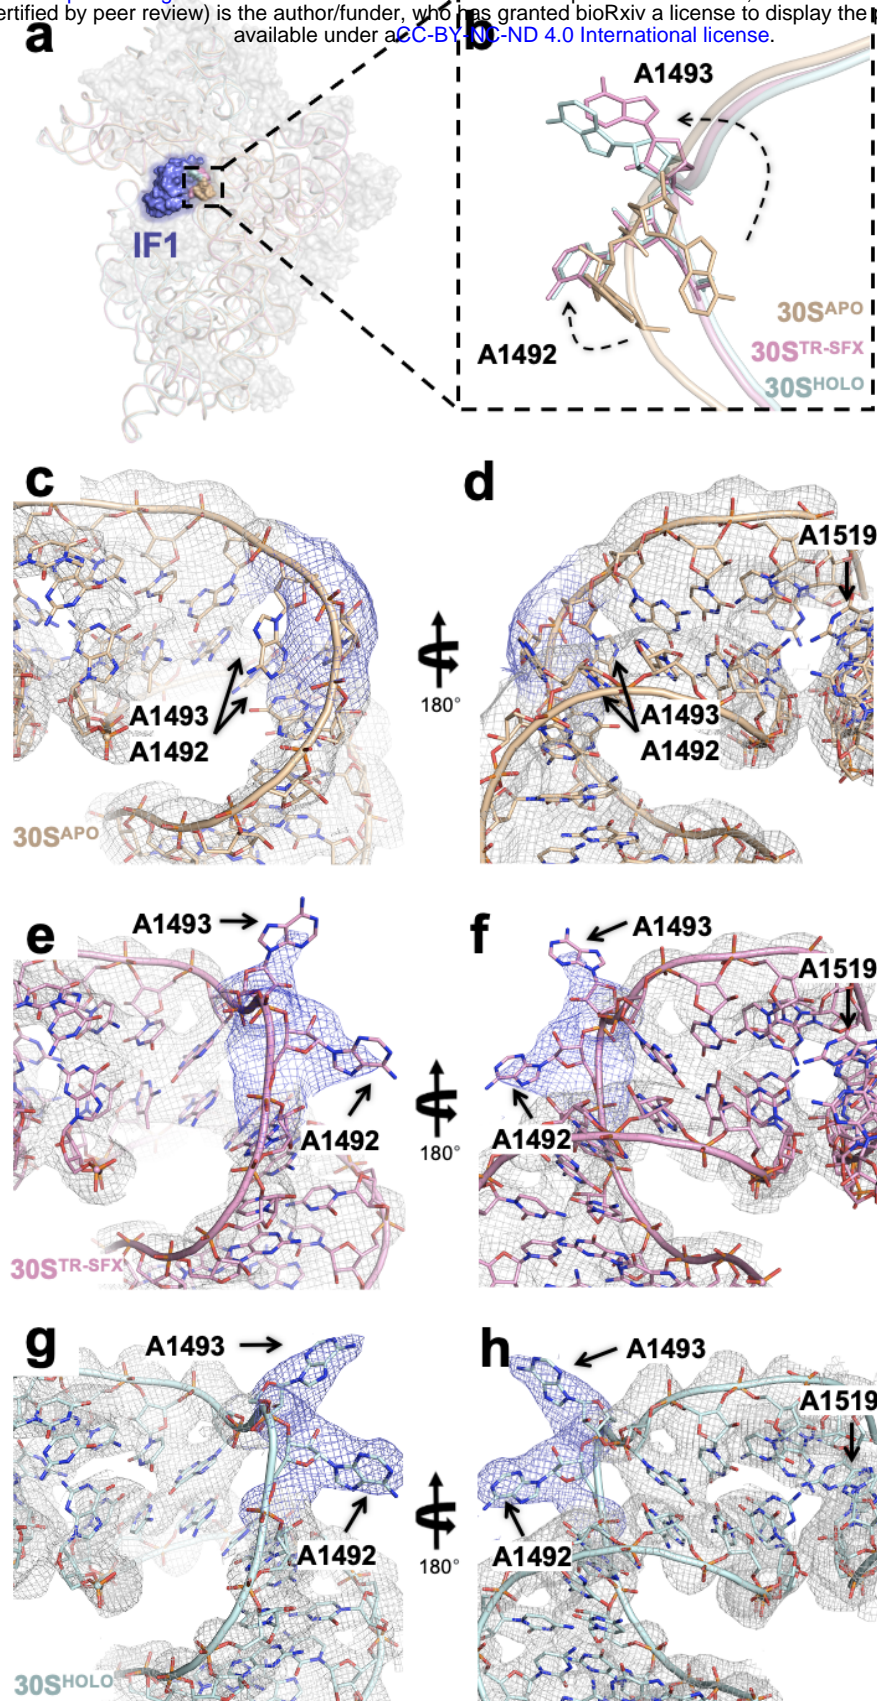 ertified by peer review) is the author/funder, who has granted bioRxiv a license to display the
available under aCC-BY-NC-ND 4.0 International license.
a
b
A1493
IF1
A1492
30SAPO
30STR-SFX
30SHOLO
c
d
A1519
A1493
A1492
180°
A1493
A1492
30SAPO
e
A1493
f
A1493
A1519
A1492
180°
A1492
30STR-SFX
g
A1493
h
A1493
A1519
A1492
180°
A1492
30SHOLO